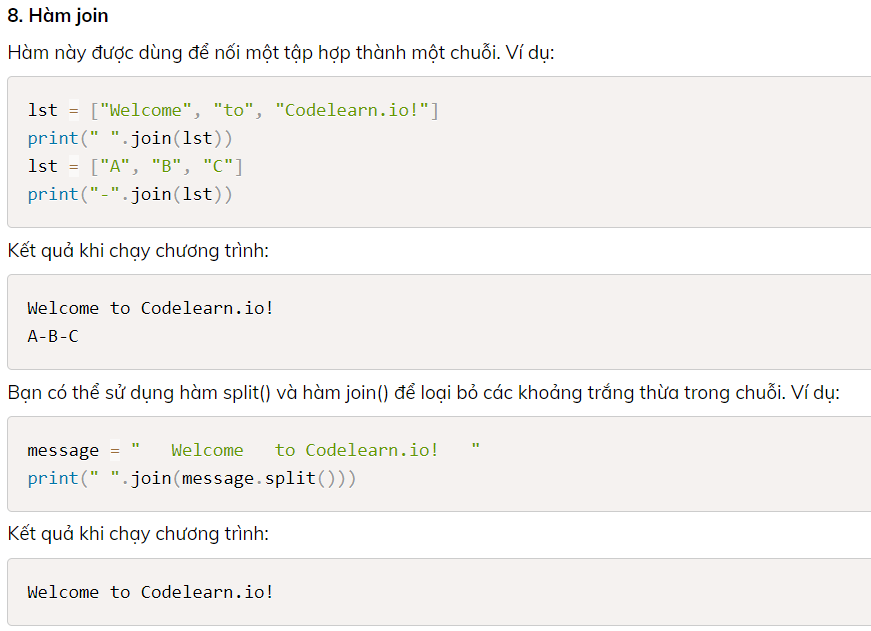 8. Hàm join
Hàm này được dùng để nối một tập hợp thành một chuỗi. Ví dụ:
lst = ["Welcome", "to", "Codelearn.io!"]
print(" ".join(lst))
lst = ["A", "B", "C"]
print("-".join(lst))
Kết quả khi chạy chương trình:
Welcome to Codelearn.io!
A-B-C
Bạn có thể sử dụng hàm split() và hàm join() để loại bỏ các khoảng trắng thừa trong chuỗi. Ví dụ:
message = "   Welcome   to Codelearn.io!   "
print(" ".join(message.split()))
Kết quả khi chạy chương trình:
Welcome to Codelearn.io!